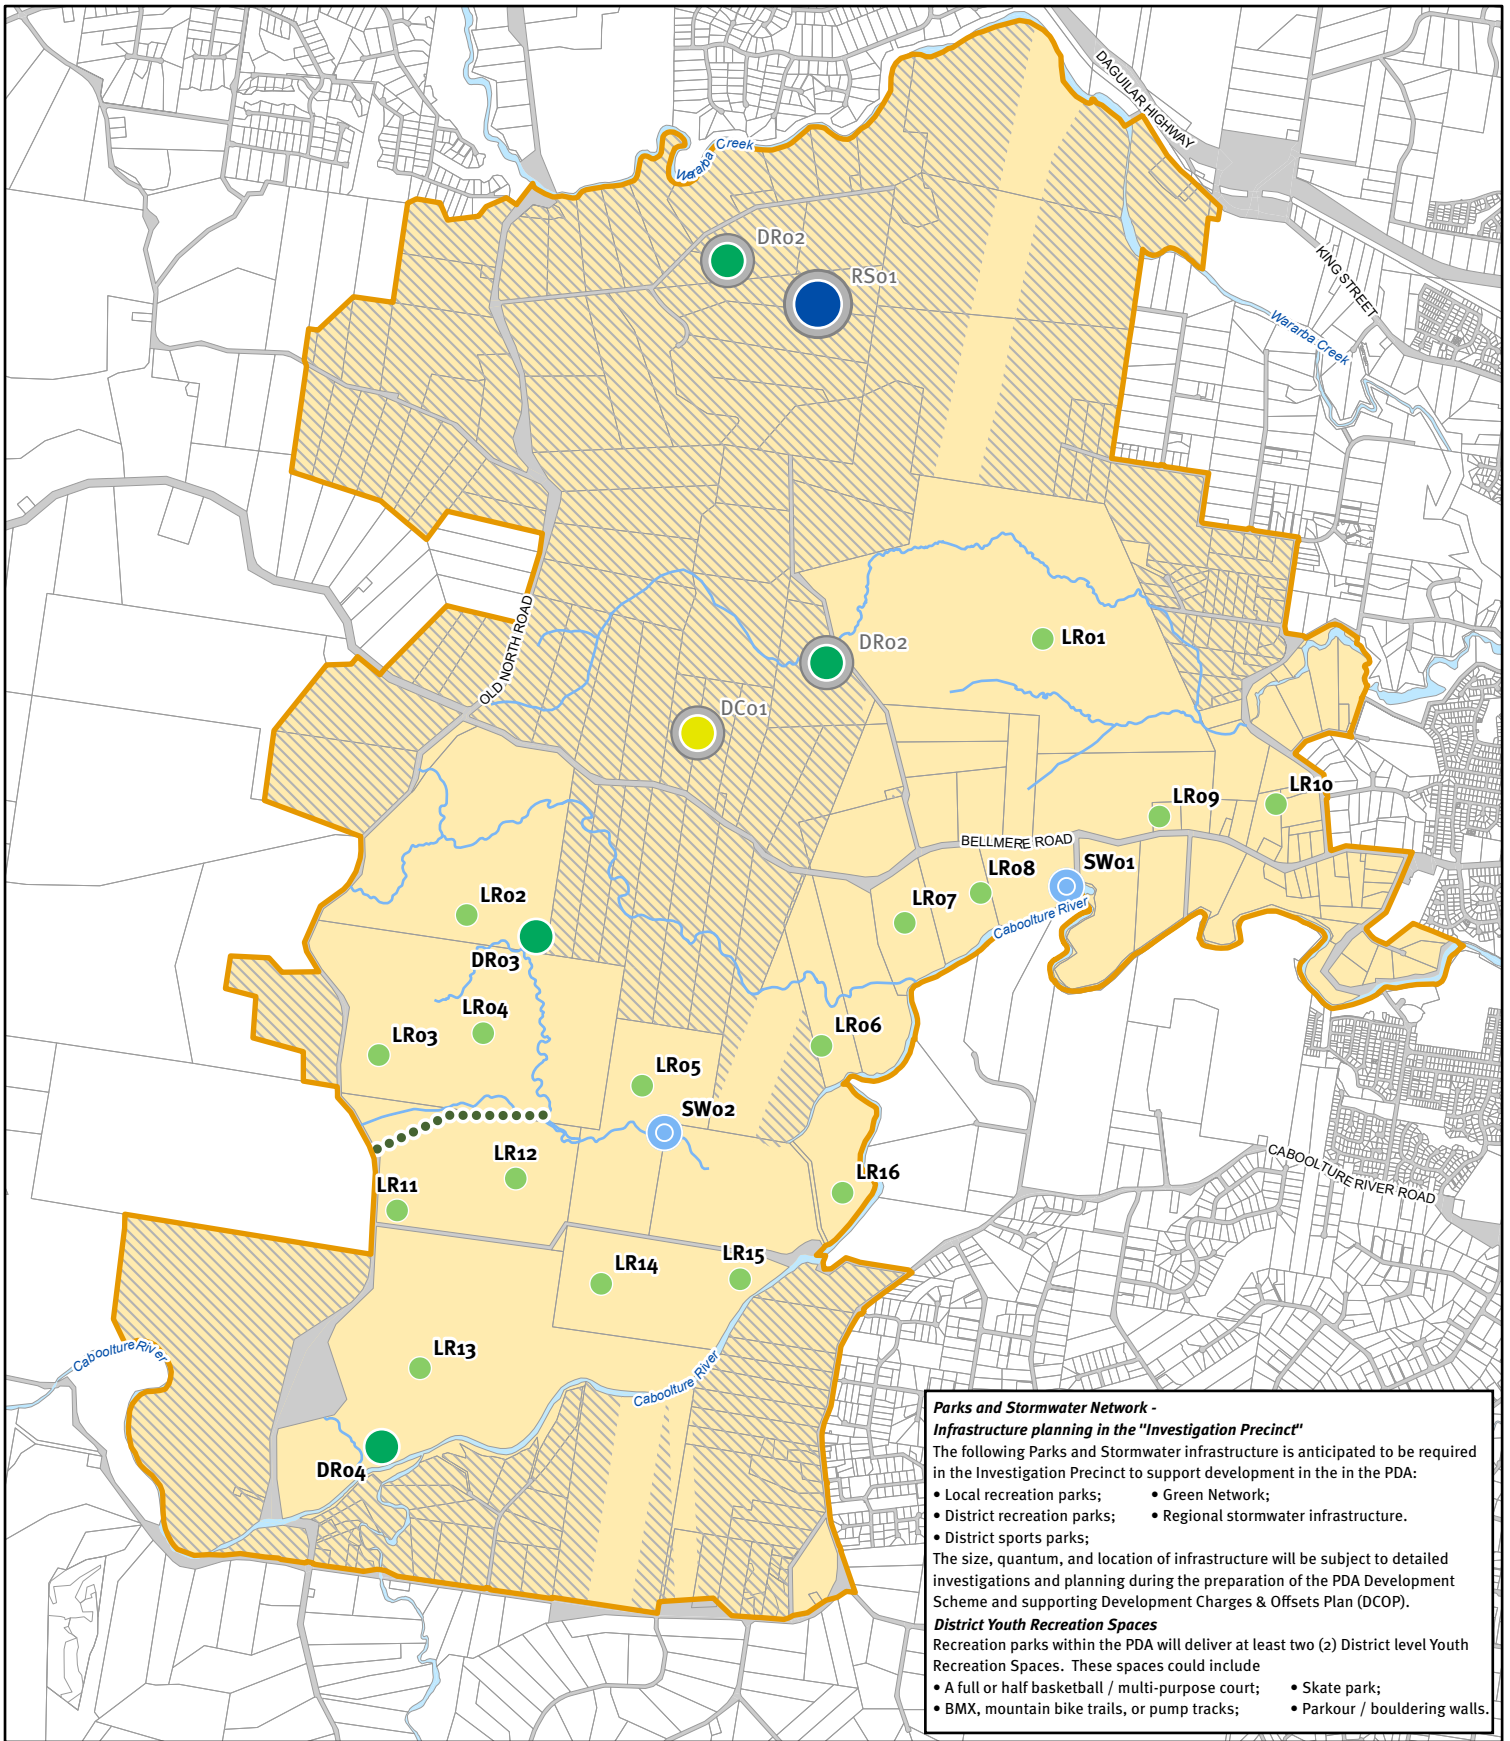 DAGUILAR HIGHWAY
Wararba Creek
DR02
RS01
KING STREET
Wararba Creek
OLD NORTH ROAD
DR02
LR01
DC01
LR10
LR09
BELLMERE ROAD
SW01
LR08
LR02
LR07
Caboolture River
DR03
LR04
LR03
LR06
LR05
SW02
LR12
LR11
LR16
CABOOLTURE RIVER ROAD
LR15
LR14
LR13
Caboolture River
Caboolture River
DR04
Parks and Stormwater Network -
Infrastructure planning in the "Investigation Precinct"
The following Parks and Stormwater infrastructure is anticipated to be required
in the Investigation Precinct to support development in the in the PDA:
• Local recreation parks; • Green Network;
• District recreation parks; • Regional stormwater infrastructure.
• District sports parks;
The size, quantum, and location of infrastructure will be subject to detailed
investigations and planning during the preparation of the PDA Development
Scheme and supporting Development Charges & Offsets Plan (DCOP).
District Youth Recreation Spaces
Recreation parks within the PDA will deliver at least two (2) District level Youth
Recreation Spaces. These spaces could include
• A full or half basketball / multi-purpose court; • Skate park;
• BMX, mountain bike trails, or pump tracks; • Parkour / bouldering walls.